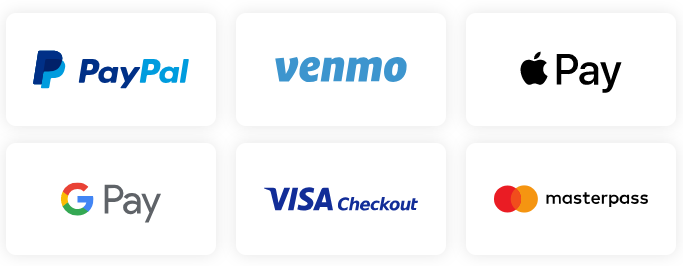 PayPal
venmo
Pay
G Pay
VISA Checkout
masterpass